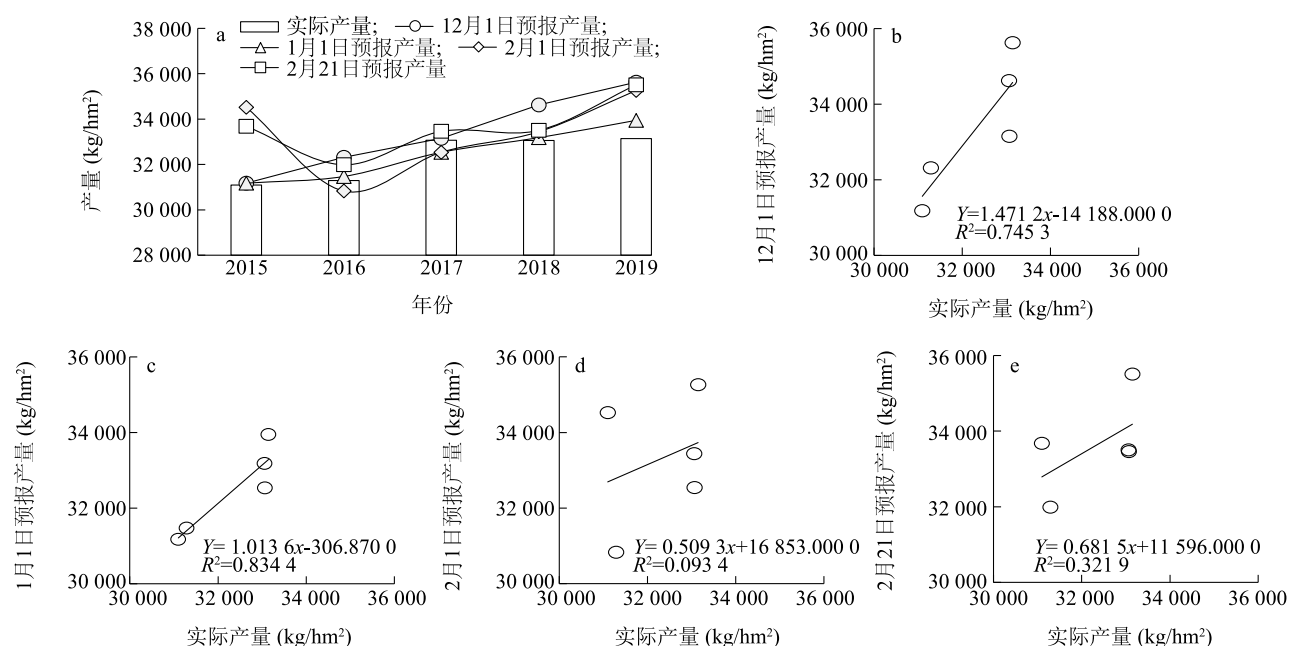 a
实际产量; 12月1日预报产量;
1月1日预报产量; 2月1日预报产量;
2月21日预报产量
38 000
36 000
34 000
32 000
30 000
28 000
产量 (kg/hm²)
2015 2016 2017 2018 2019
年份
b
36 000
34 000
32 000
30 000
12月1日预报产量 (kg/hm²)
Y=1.471 2x-14 188.000 0
R²=0.745 3
30 000 32 000 34 000 36 000
实际产量 (kg/hm²)
c
36 000
34 000
32 000
30 000
1月1日预报产量 (kg/hm²)
Y= 1.013 6x-306.870 0
R²=0.834 4
30 000 32 000 34 000 36 000
实际产量 (kg/hm²)
d
36 000
34 000
32 000
30 000
2月1日预报产量 (kg/hm²)
Y= 0.509 3x+16 853.000 0
R²=0.093 4
30 000 32 000 34 000 36 000
实际产量 (kg/hm²)
e
36 000
34 000
32 000
30 000
2月21日预报产量 (kg/hm²)
Y= 0.681 5x+11 596.000 0
R²=0.321 9
30 000 32 000 34 000 36 000
实际产量 (kg/hm²)